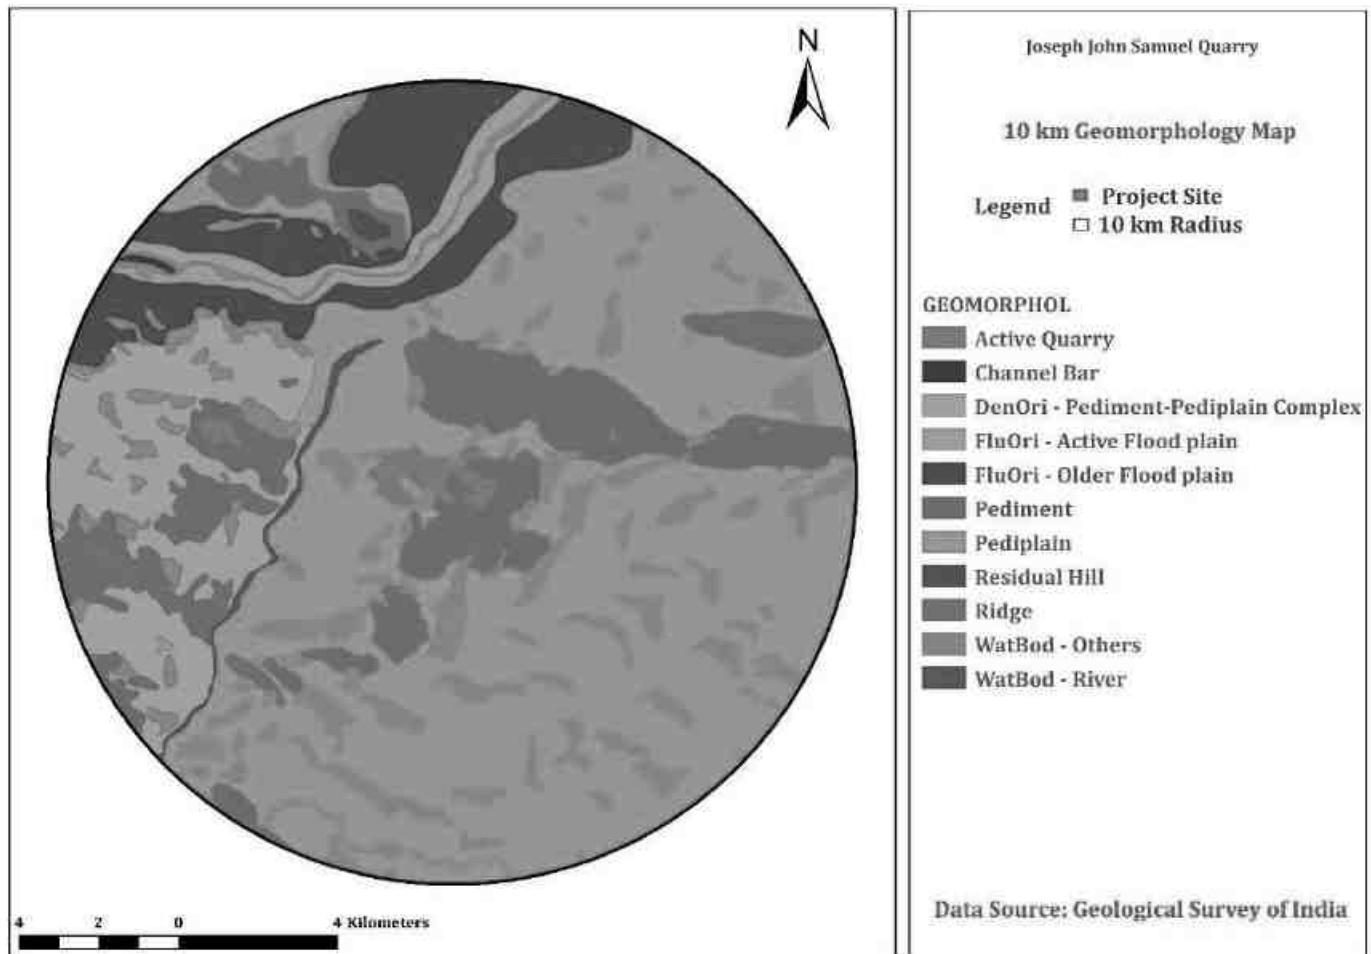 N
Joseph John Samuel Quarry
10 km Geomorphology Map
Legend
Project Site
10 km Radius
GEOMORPHOL
Active Quarry
Channel Bar
DenOri - Pediment-Pediplain Complex
FluOri - Active Flood plain
FluOri - Older Flood plain
Pediment
Pediplain
Residual Hill
Ridge
WatBod - Others
WatBod - River
4 2 0 4 Kilometers
Data Source: Geological Survey of India